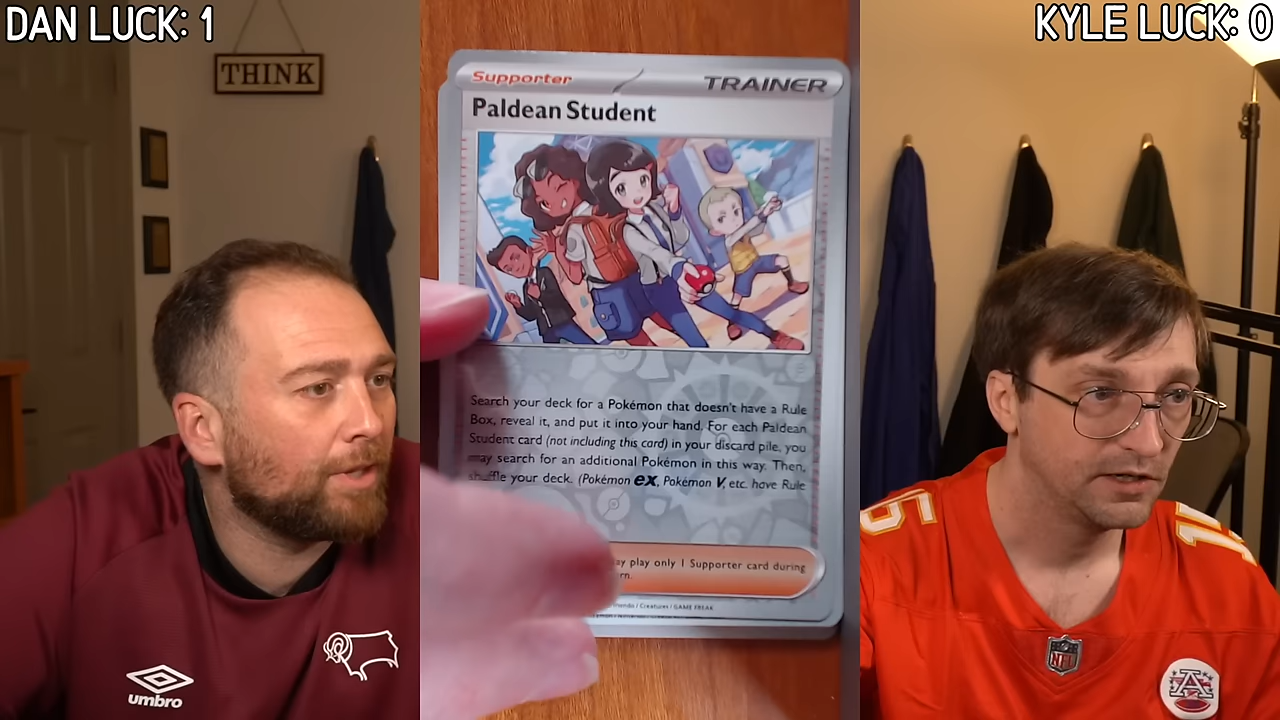 DAN LUCK: 1
KYLE LUCK: 0
THINK
Supporter
TRAINER
Paldean Student
Search your deck for a Pokémon that doesn't have a Rule
Box, reveal it, and put it into your hand. For each Paldean
Student card (not including this card) in your discard pile, you
may search for an additional Pokémon in this way. Then,
shuffle your deck. (Pokémon ex, Pokémon V, etc. have Rule
may play only 1 Supporter card during
Nintendo / Creatures / GAME FREAK
umbro
15
NFL
A